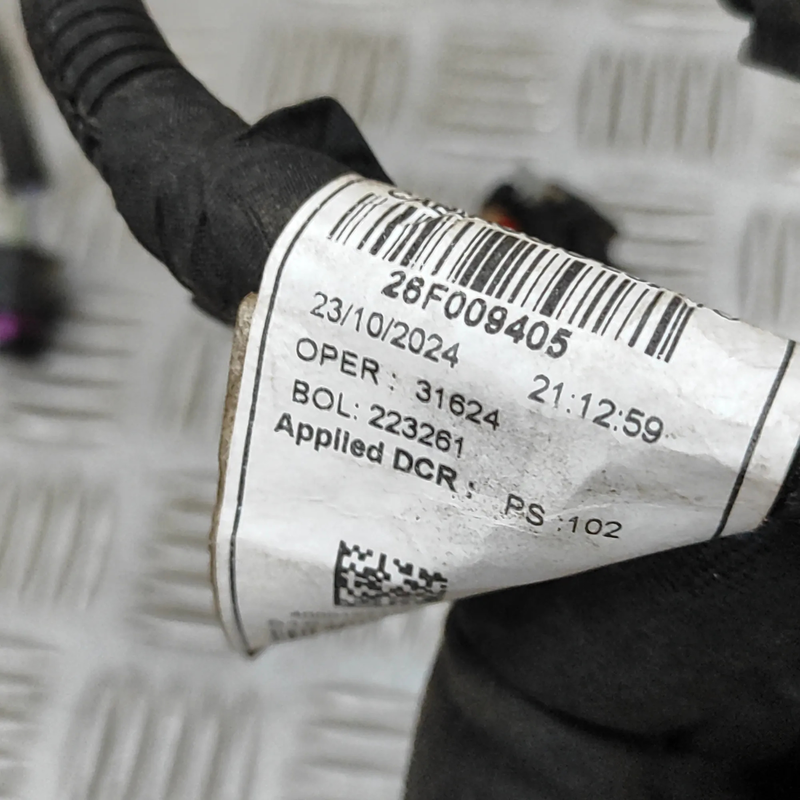 26F009405
23/10/2024 21:12:59
OPER: 31624
BOL: 223261
Applied DCR: PS :102